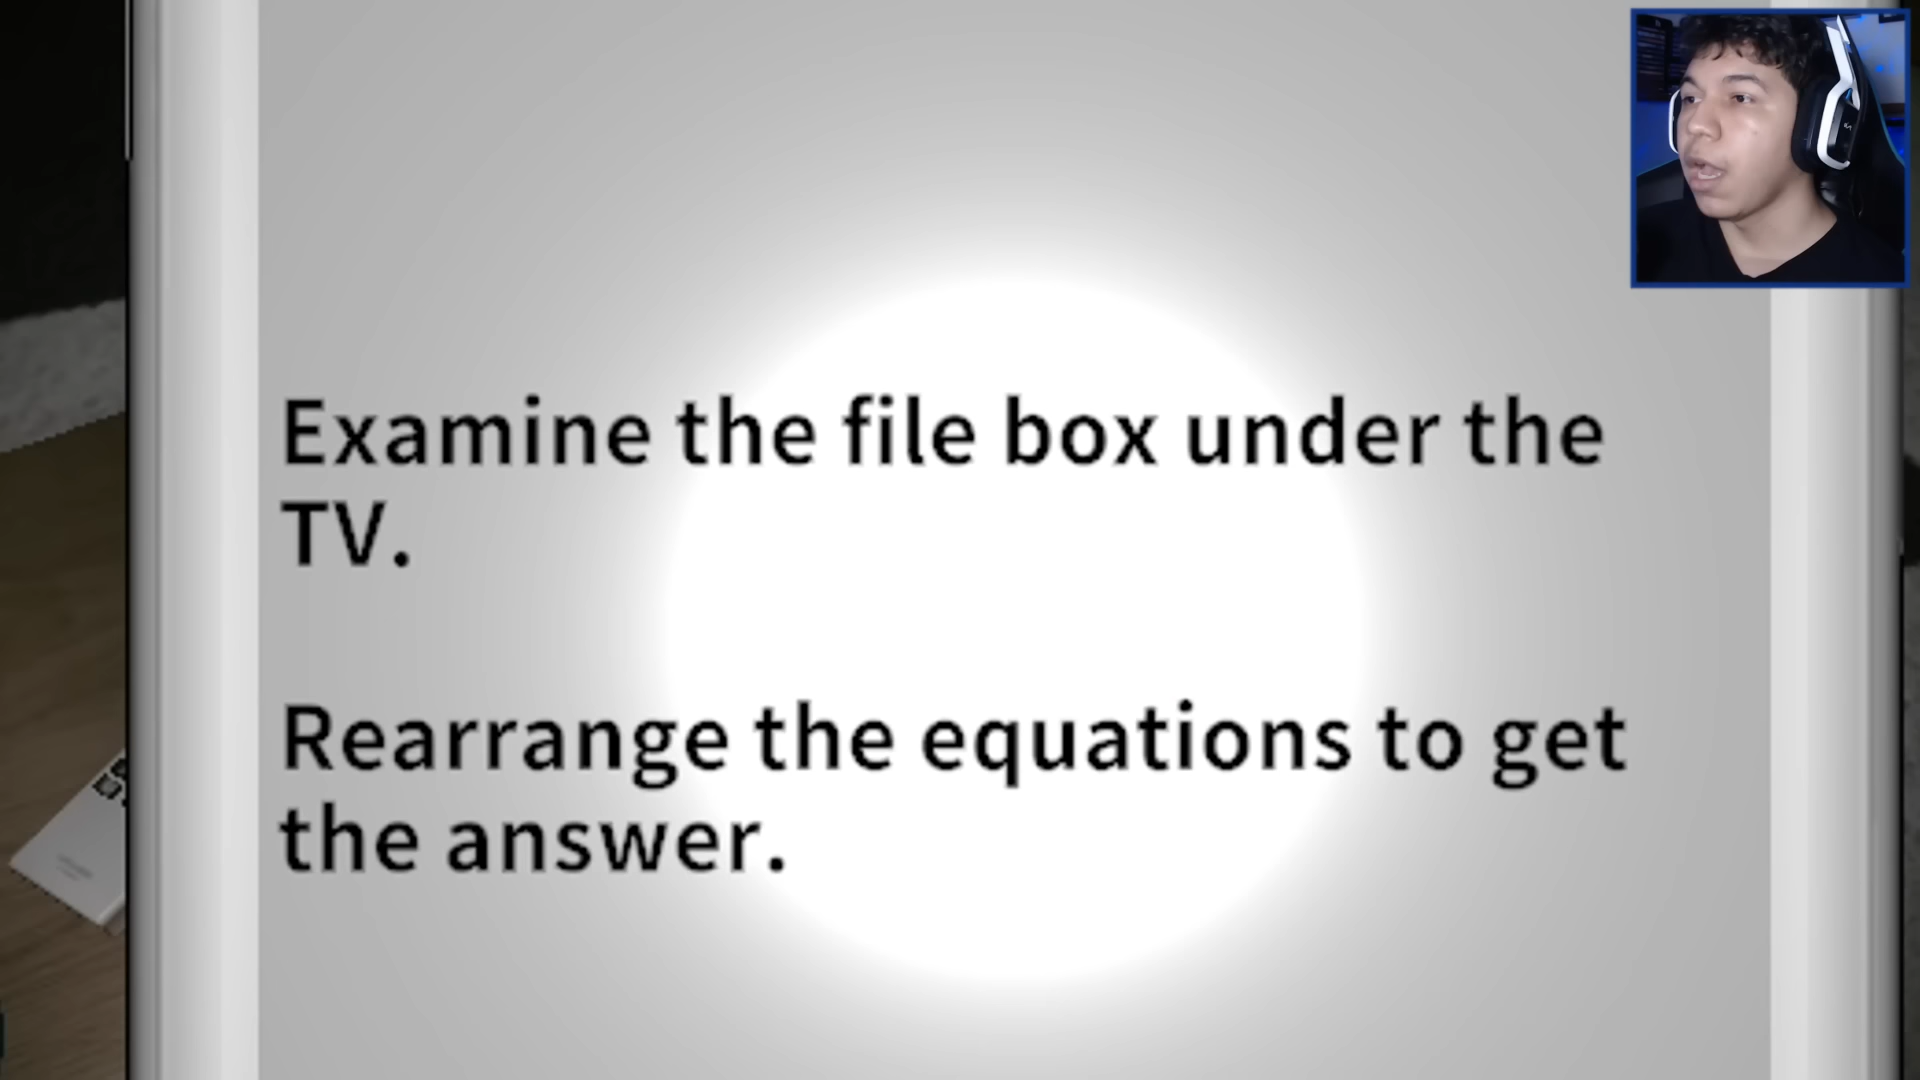 Examine the file box under the
TV.
Rearrange the equations to get
the answer.